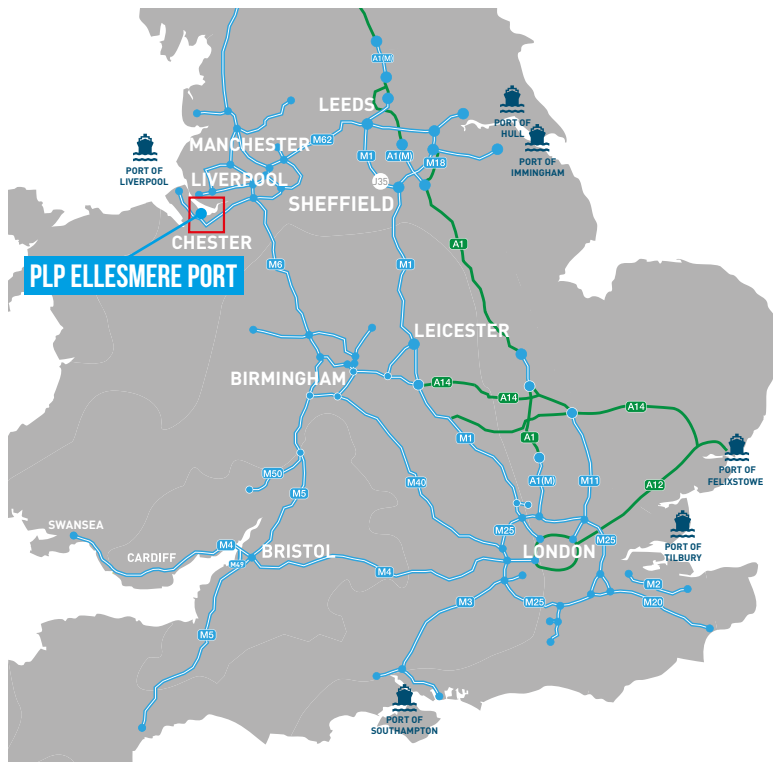 A1(M)
LEEDS
PORT OF
HULL
MANCHESTER
M62
PORT OF
IMMINGHAM
M1
A1(M)
M18
PORT OF
LIVERPOOL
LIVERPOOL
J35
SHEFFIELD
CHESTER
A1
PLP ELLESMERE PORT
M6
M1
LEICESTER
BIRMINGHAM
A14
A14
A14
M1
A1
PORT OF
FELIXSTOWE
M50
M40
A1(M)
M11
A12
M5
SWANSEA
M25
PORT OF
TILBURY
M4
CARDIFF
BRISTOL
LONDON
M25
M49
M4
M2
M3
M25
M20
M5
PORT OF
SOUTHAMPTON